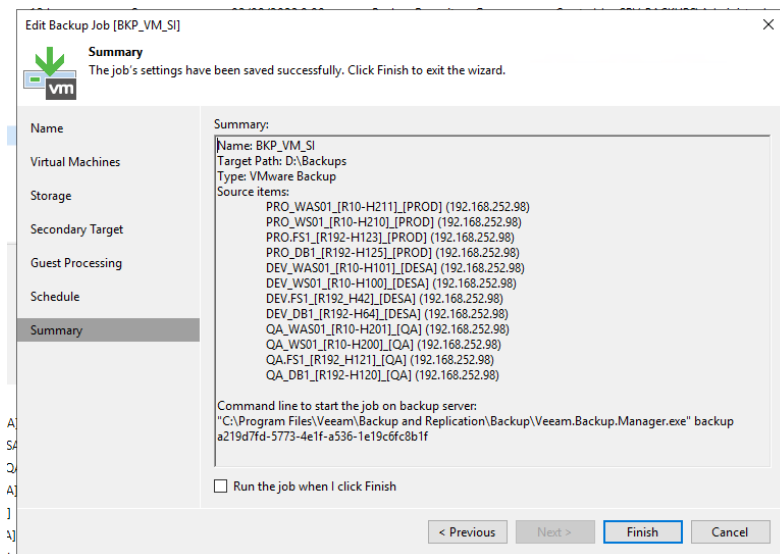 Edit Backup Job [BKP_VM_SI]
Summary
The job's settings have been saved successfully. Click Finish to exit the wizard.
vm
Name
Virtual Machines
Storage
Secondary Target
Guest Processing
Schedule
Summary
Summary:
Name: BKP_VM_SI
Target Path: D:\Backups
Type: VMware Backup
Source items:
PRO_WAS01_[R10-H211]_[PROD] (192.168.252.98)
PRO_WS01_[R10-H210]_[PROD] (192.168.252.98)
PRO.FS1_[R192-H123]_[PROD] (192.168.252.98)
PRO_DB1_[R192-H125]_[PROD] (192.168.252.98)
DEV_WAS01_[R10-H101]_[DESA] (192.168.252.98)
DEV_WS01_[R10-H100]_[DESA] (192.168.252.98)
DEV.FS1_[R192_H42]_[DESA] (192.168.252.98)
DEV_DB1_[R192-H64]_[DESA] (192.168.252.98)
QA_WAS01_[R10-H201]_[QA] (192.168.252.98)
QA_WS01_[R10-H200]_[QA] (192.168.252.98)
QA.FS1_[R192_H121]_[QA] (192.168.252.98)
QA_DB1_[R192-H120]_[QA] (192.168.252.98)
Command line to start the job on backup server:
"C:\Program Files\Veeam\Backup and Replication\Backup\Veeam.Backup.Manager.exe" backup
a219d7fd-5773-4e1f-a536-1e19c6fc8b1f
Run the job when I click Finish
< Previous
Next >
Finish
Cancel